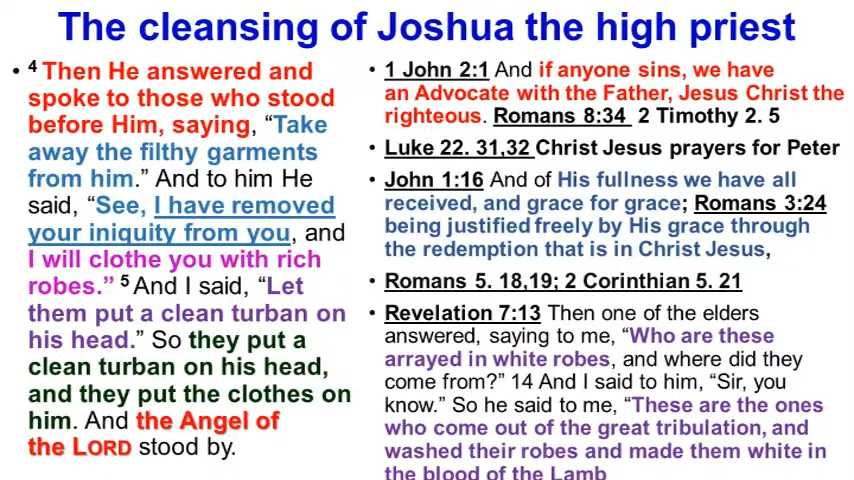 The cleansing of Joshua the high priest
• 4 Then He answered and
spoke to those who stood
before Him, saying, “Take
away the filthy garments
from him.” And to him He
said, “See, I have removed
your iniquity from you, and
I will clothe you with rich
robes.” 5 And I said, “Let
them put a clean turban on
his head.” So they put a
clean turban on his head,
and they put the clothes on
him. And the Angel of
the LORD stood by.
• 1 John 2:1 And if anyone sins, we have
an Advocate with the Father, Jesus Christ the
righteous. Romans 8:34 2 Timothy 2. 5
• Luke 22. 31,32 Christ Jesus prayers for Peter
• John 1:16 And of His fullness we have all
received, and grace for grace; Romans 3:24
being justified freely by His grace through
the redemption that is in Christ Jesus,
• Romans 5. 18,19; 2 Corinthian 5. 21
• Revelation 7:13 Then one of the elders
answered, saying to me, “Who are these
arrayed in white robes, and where did they
come from?” 14 And I said to him, “Sir, you
know.” So he said to me, “These are the ones
who come out of the great tribulation, and
washed their robes and made them white in
the blood of the Lamb